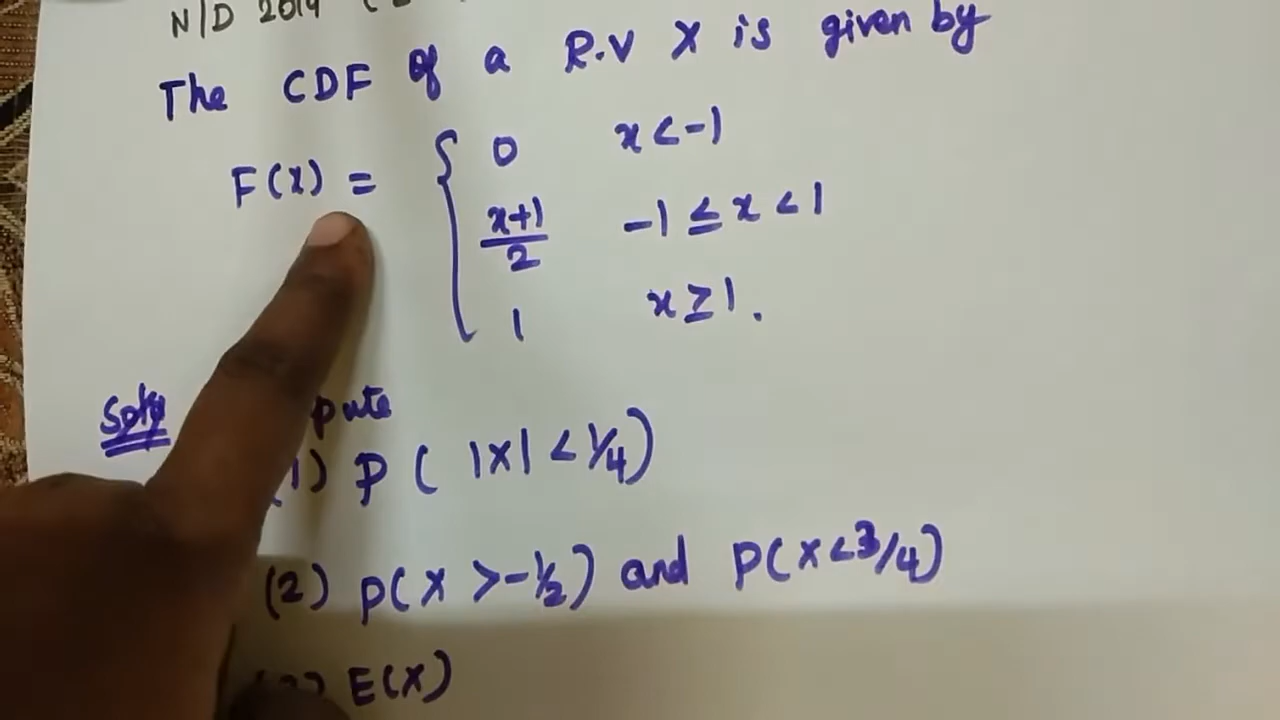 N/D 2014
The CDF of a R.V X is given by
F(x) = { 0 x < -1
x+1/2 -1 ≤ x < 1
1 x ≥ 1.
Soln
(1) P( |X| < 1/4)
(2) P(X > -1/2) and P(X < 3/4)
E(X)